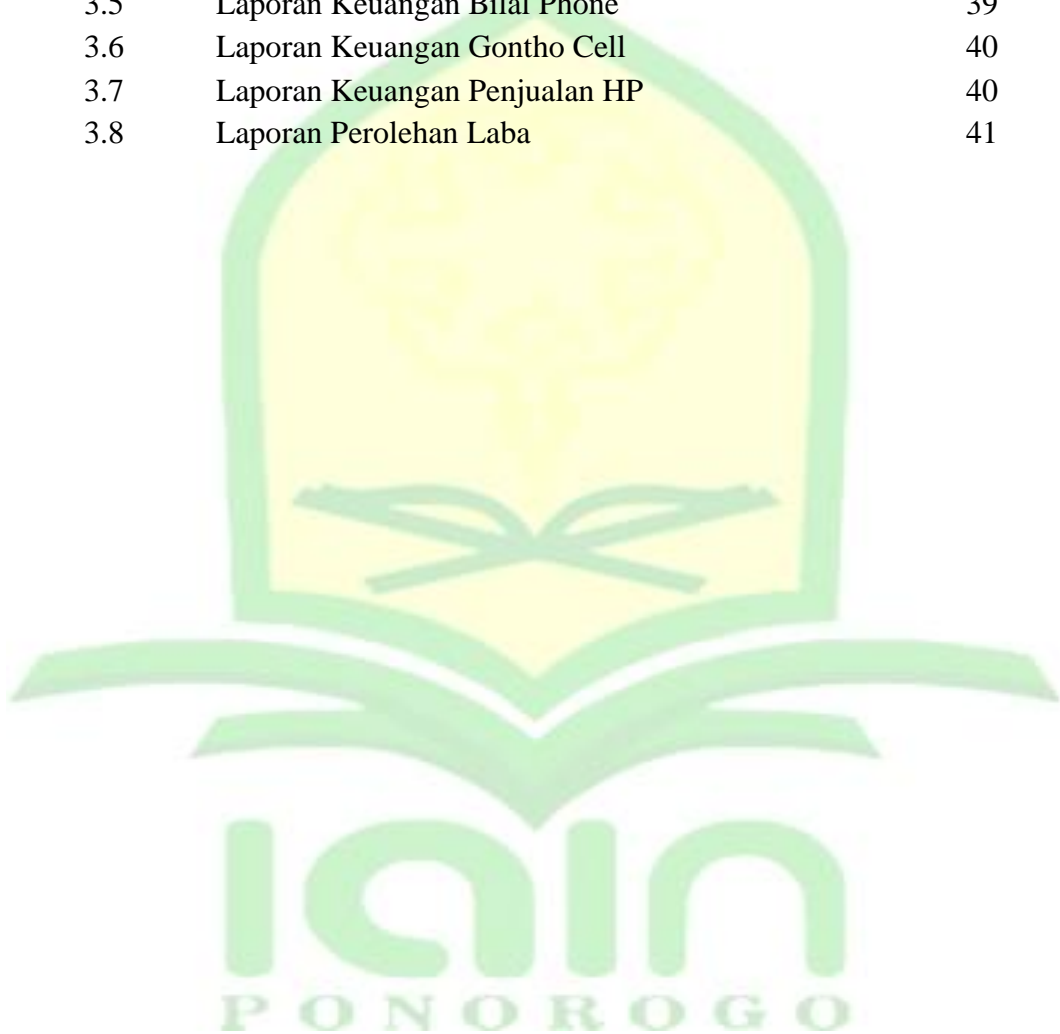 3.5 Laporan Keuangan Bilal Phone 39
3.6 Laporan Keuangan Gontho Cell 40
3.7 Laporan Keuangan Penjualan HP 40
3.8 Laporan Perolehan Laba 41
iain
PONOROGO